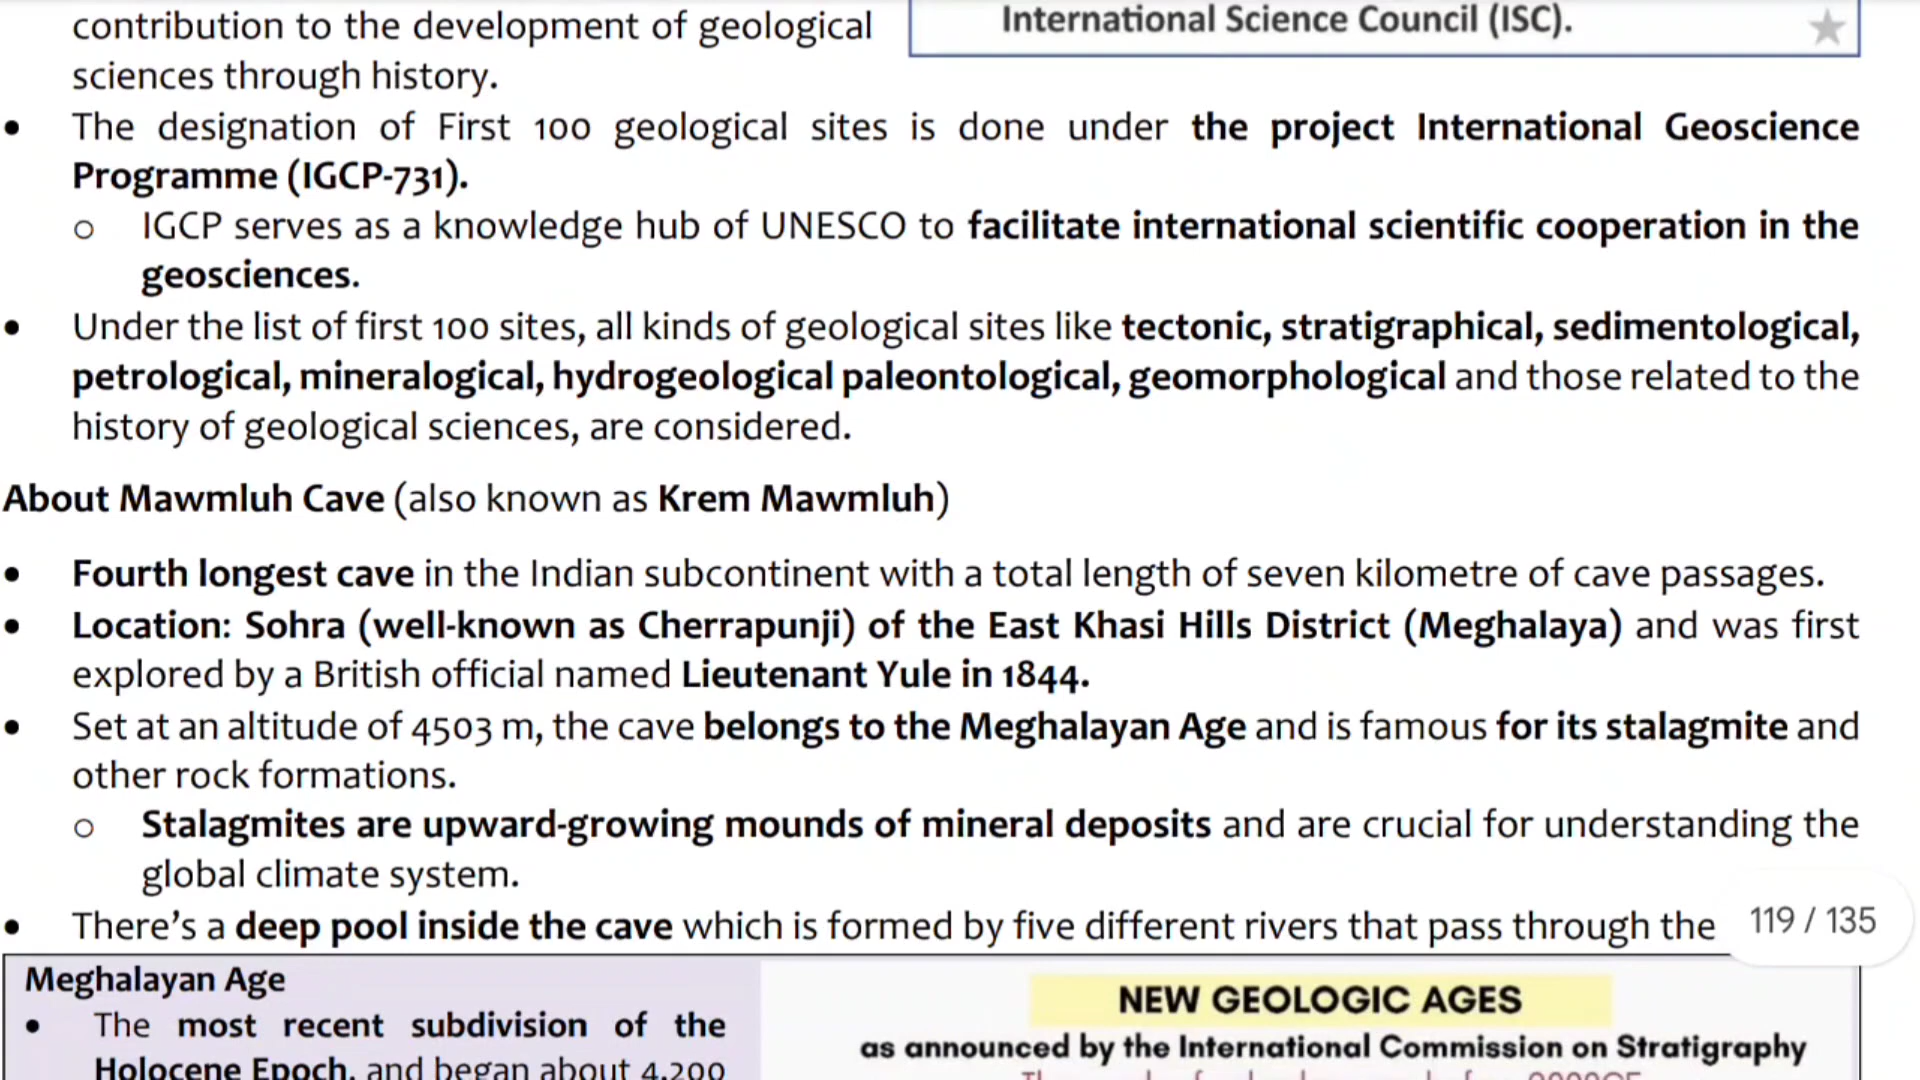 contribution to the development of geological
sciences through history.
International Science Council (ISC).
• The designation of First 100 geological sites is done under the project International Geoscience
Programme (IGCP-731).
o IGCP serves as a knowledge hub of UNESCO to facilitate international scientific cooperation in the
geosciences.
• Under the list of first 100 sites, all kinds of geological sites like tectonic, stratigraphical, sedimentological,
petrological, mineralogical, hydrogeological paleontological, geomorphological and those related to the
history of geological sciences, are considered.
About Mawmluh Cave (also known as Krem Mawmluh)
• Fourth longest cave in the Indian subcontinent with a total length of seven kilometre of cave passages.
• Location: Sohra (well-known as Cherrapunji) of the East Khasi Hills District (Meghalaya) and was first
explored by a British official named Lieutenant Yule in 1844.
• Set at an altitude of 4503 m, the cave belongs to the Meghalayan Age and is famous for its stalagmite and
other rock formations.
o Stalagmites are upward-growing mounds of mineral deposits and are crucial for understanding the
global climate system.
• There's a deep pool inside the cave which is formed by five different rivers that pass through the
119 / 135
Meghalayan Age
• The most recent subdivision of the
Holocene Epoch, and began about 4,200
NEW GEOLOGIC AGES
as announced by the International Commission on Stratigraphy